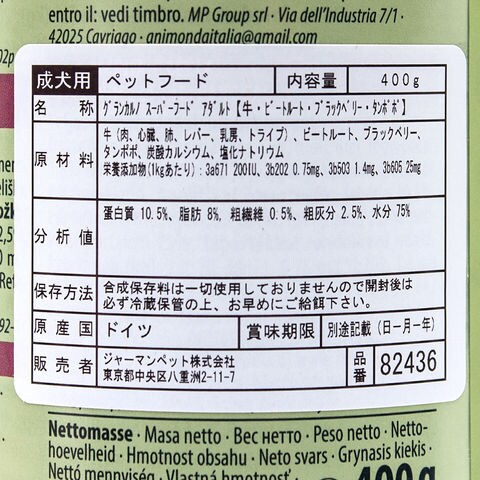 entro il: vedi timbro. MP Group srl · Via dell'Industria 7/1 ·
42025 Cavriago · animondaitalia@gmail.com
成犬用 ペットフード 内容量 400g
名 称 グランカルノ スーパーフード アダルト【牛・ビートルート・ブラックベリー・タンポポ】
原材料 牛(肉、心臓、肺、レバー、乳房、トライプ)、ビートルート、ブラックベリー、
タンポポ、炭酸カルシウム、塩化ナトリウム
栄養添加物(1kgあたり):3a671 200IU、3b202 0.75mg、3b503 1.4mg、3b605 25mg
分析値 蛋白質 10.5%、脂肪 8%、粗繊維 0.5%、粗灰分 2.5%、水分 75%
保存方法 合成保存料は一切使用しておりませんので開封後は
必ず冷蔵保管の上、お早めにご給餌下さい。
原産国 ドイツ 賞味期限 別途記載(日−月−年)
販売者 ジャーマンペット株式会社
東京都中央区八重洲2-11-7
品番 82436
Nettomasse · Masa netto · Вес нетто · Peso netto · Netto-
hoevelheid · Hmotnost obsahu · Neto svars · Grynasis kiekis ·
Nettó mennyiség · Vlastná hmotnosť ·
400g